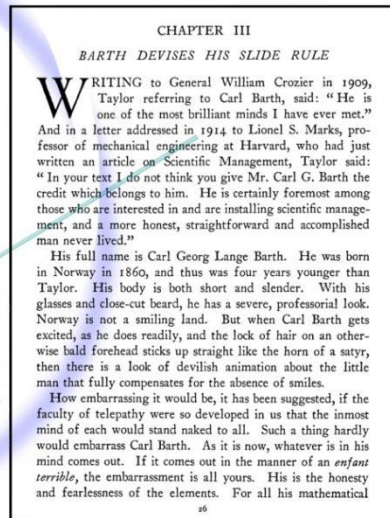 CHAPTER III
BARTH DEVISES HIS SLIDE RULE
WRITING to General William Crozier in 1909,
Taylor referring to Carl Barth, said: "He is
one of the most brilliant minds I have ever met."
And in a letter addressed in 1914 to Lionel S. Marks, pro-
fessor of mechanical engineering at Harvard, who had just
written an article on Scientific Management, Taylor said:
"In your text I do not think you give Mr. Carl G. Barth the
credit which belongs to him. He is certainly foremost among
those who are interested in and are installing scientific manage-
ment, and a more honest, straightforward and accomplished
man never lived."
His full name is Carl Georg Lange Barth. He was born
in Norway in 1860, and thus was four years younger than
Taylor. His body is both short and slender. With his
glasses and close-cut beard, he has a severe, professorial look.
Norway is not a smiling land. But when Carl Barth gets
excited, as he does readily, and the lock of hair on an other-
wise bald forehead sticks up straight like the horn of a satyr,
then there is a look of devilish animation about the little
man that fully compensates for the absence of smiles.
How embarrassing it would be, it has been suggested, if the
faculty of telepathy were so developed in us that the inmost
mind of each would stand naked to all. Such a thing hardly
would embarrass Carl Barth. As it is now, whatever is in his
mind comes out. If it comes out in the manner of an enfant
terrible, the embarrassment is all yours. His is the honesty
and fearlessness of the elements. For all his mathematical
26